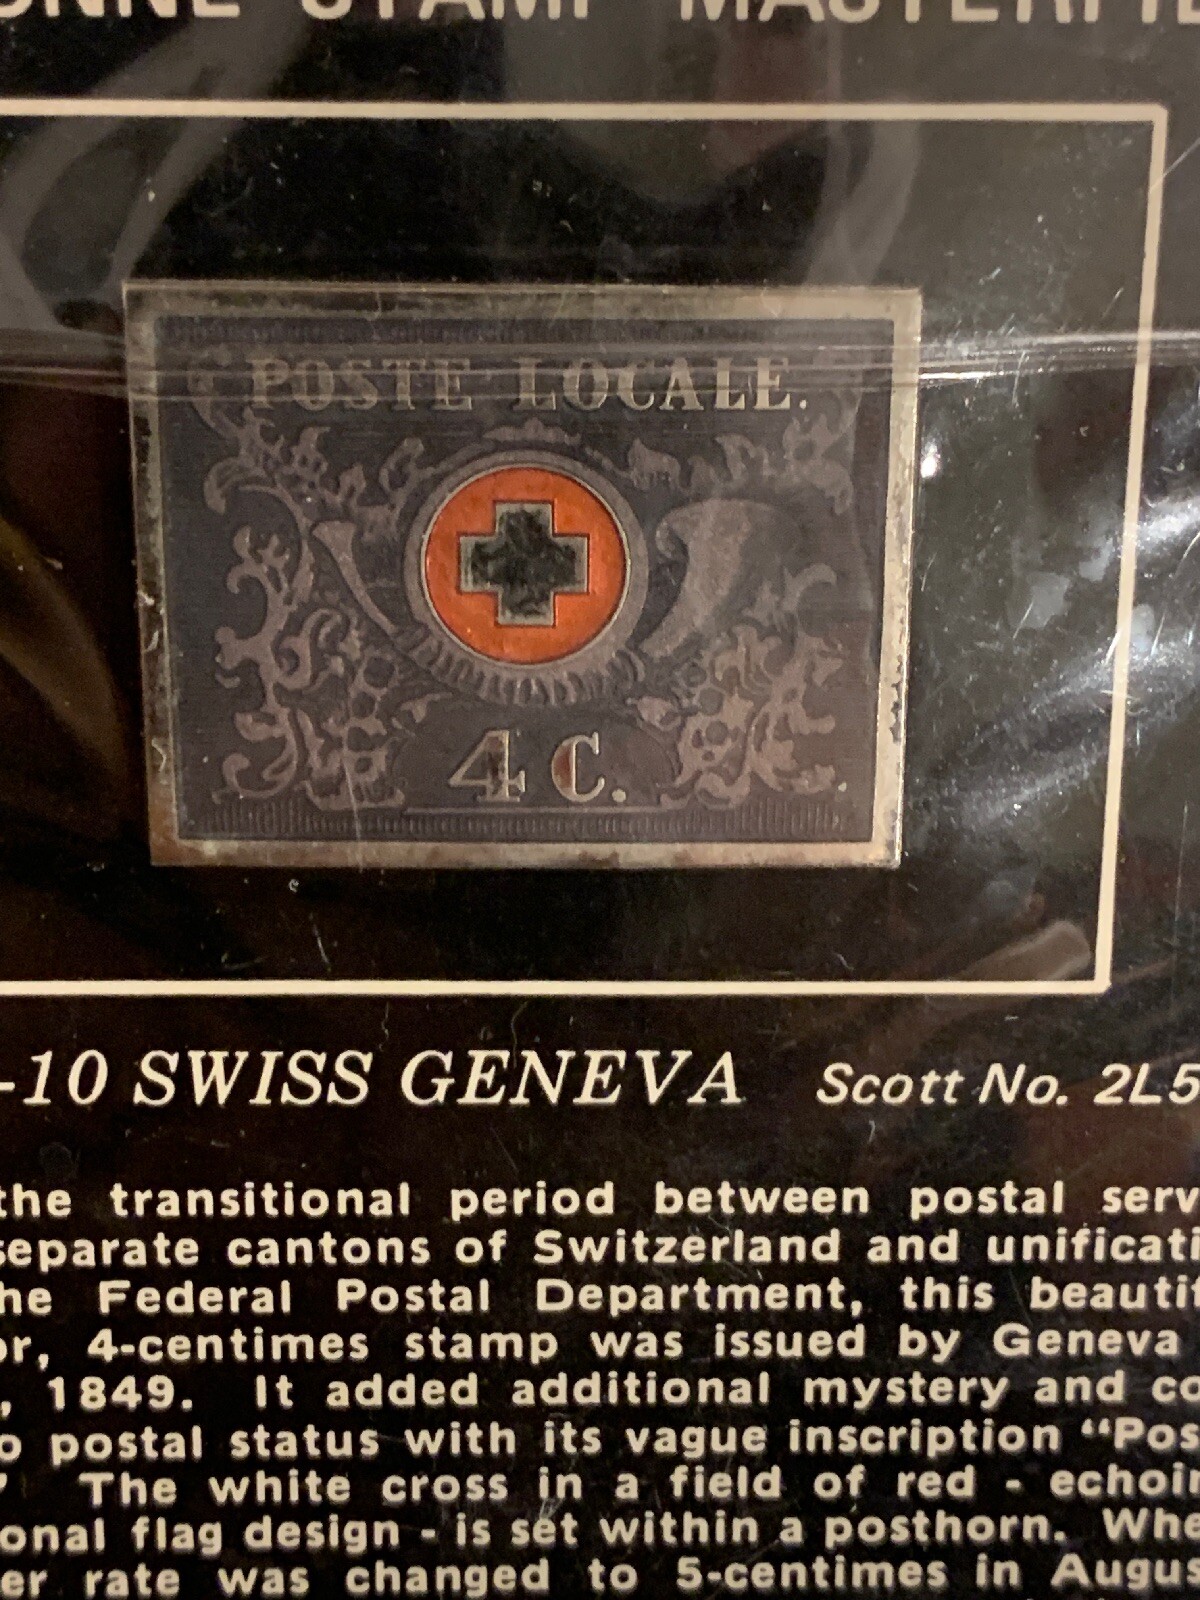 STAMP
POSTE LOCALE.
4 C.
-10 SWISS GENEVA Scott No. 2L5
the transitional period between postal serv
separate cantons of Switzerland and unificati
he Federal Postal Department, this beautif
or, 4-centimes stamp was issued by Geneva
, 1849. It added additional mystery and co
o postal status with its vague inscription “Pos
” The white cross in a field of red - echoin
onal flag design - is set within a posthorn. Whe
er rate was changed to 5-centimes in Augus